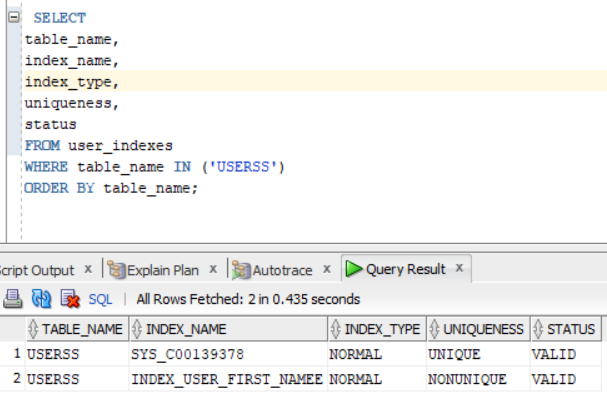 SELECT
table_name,
index_name,
index_type,
uniqueness,
status
FROM user_indexes
WHERE table_name IN ('USERSS')
ORDER BY table_name;
Script Output x Explain Plan x Autotrace x Query Result x
SQL | All Rows Fetched: 2 in 0.435 seconds
TABLE_NAME INDEX_NAME INDEX_TYPE UNIQUENESS STATUS
1 USERSS SYS_C00139378 NORMAL UNIQUE VALID
2 USERSS INDEX_USER_FIRST_NAMEE NORMAL NONUNIQUE VALID